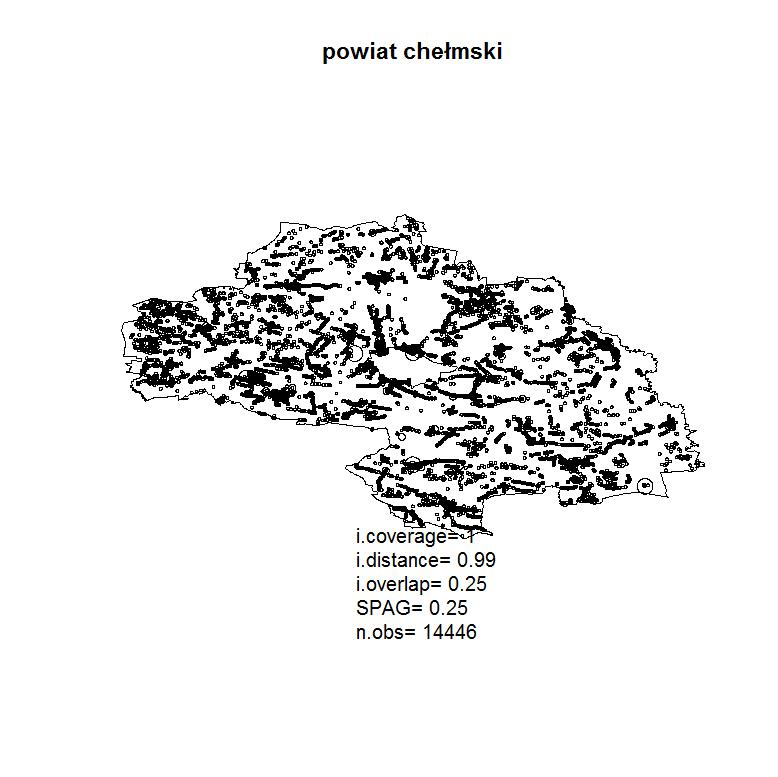 powiat chełmski
i.coverage= 1
i.distance= 0.99
i.overlap= 0.25
SPAG= 0.25
n.obs= 14446